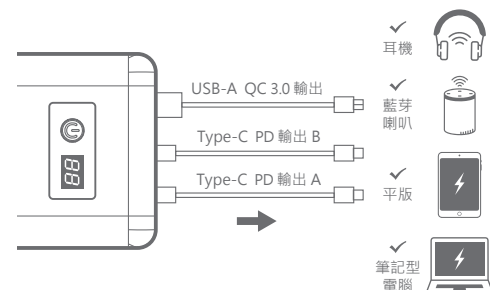 耳機
USB-A QC 3.0 輸出
藍芽
喇叭
Type-C PD 輸出 B
Type-C PD 輸出 A
平版
88
筆記型
電腦